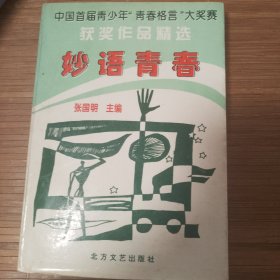 中国首届青少年“青春格言”大奖赛
获奖作品精选
妙语青春
张国明 主编
北方文艺出版社